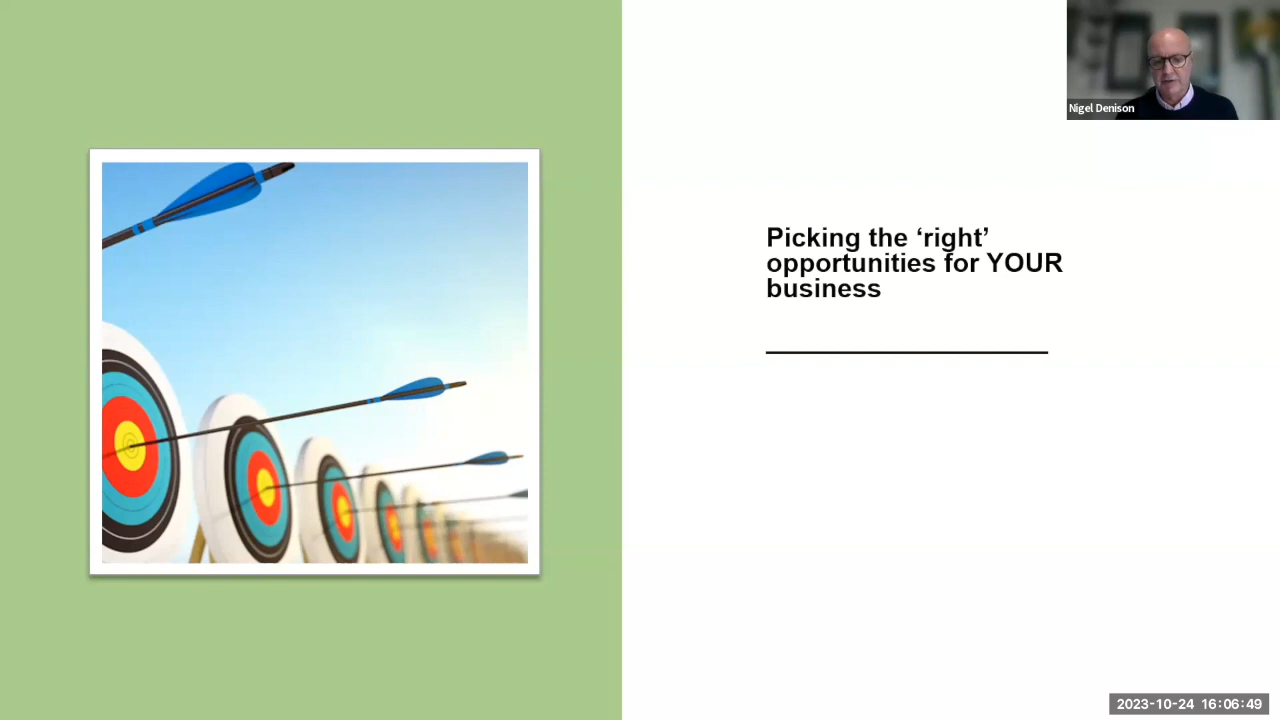 Nigel Denison
Picking the ‘right’
opportunities for YOUR
business
2023-10-24 16:06:49